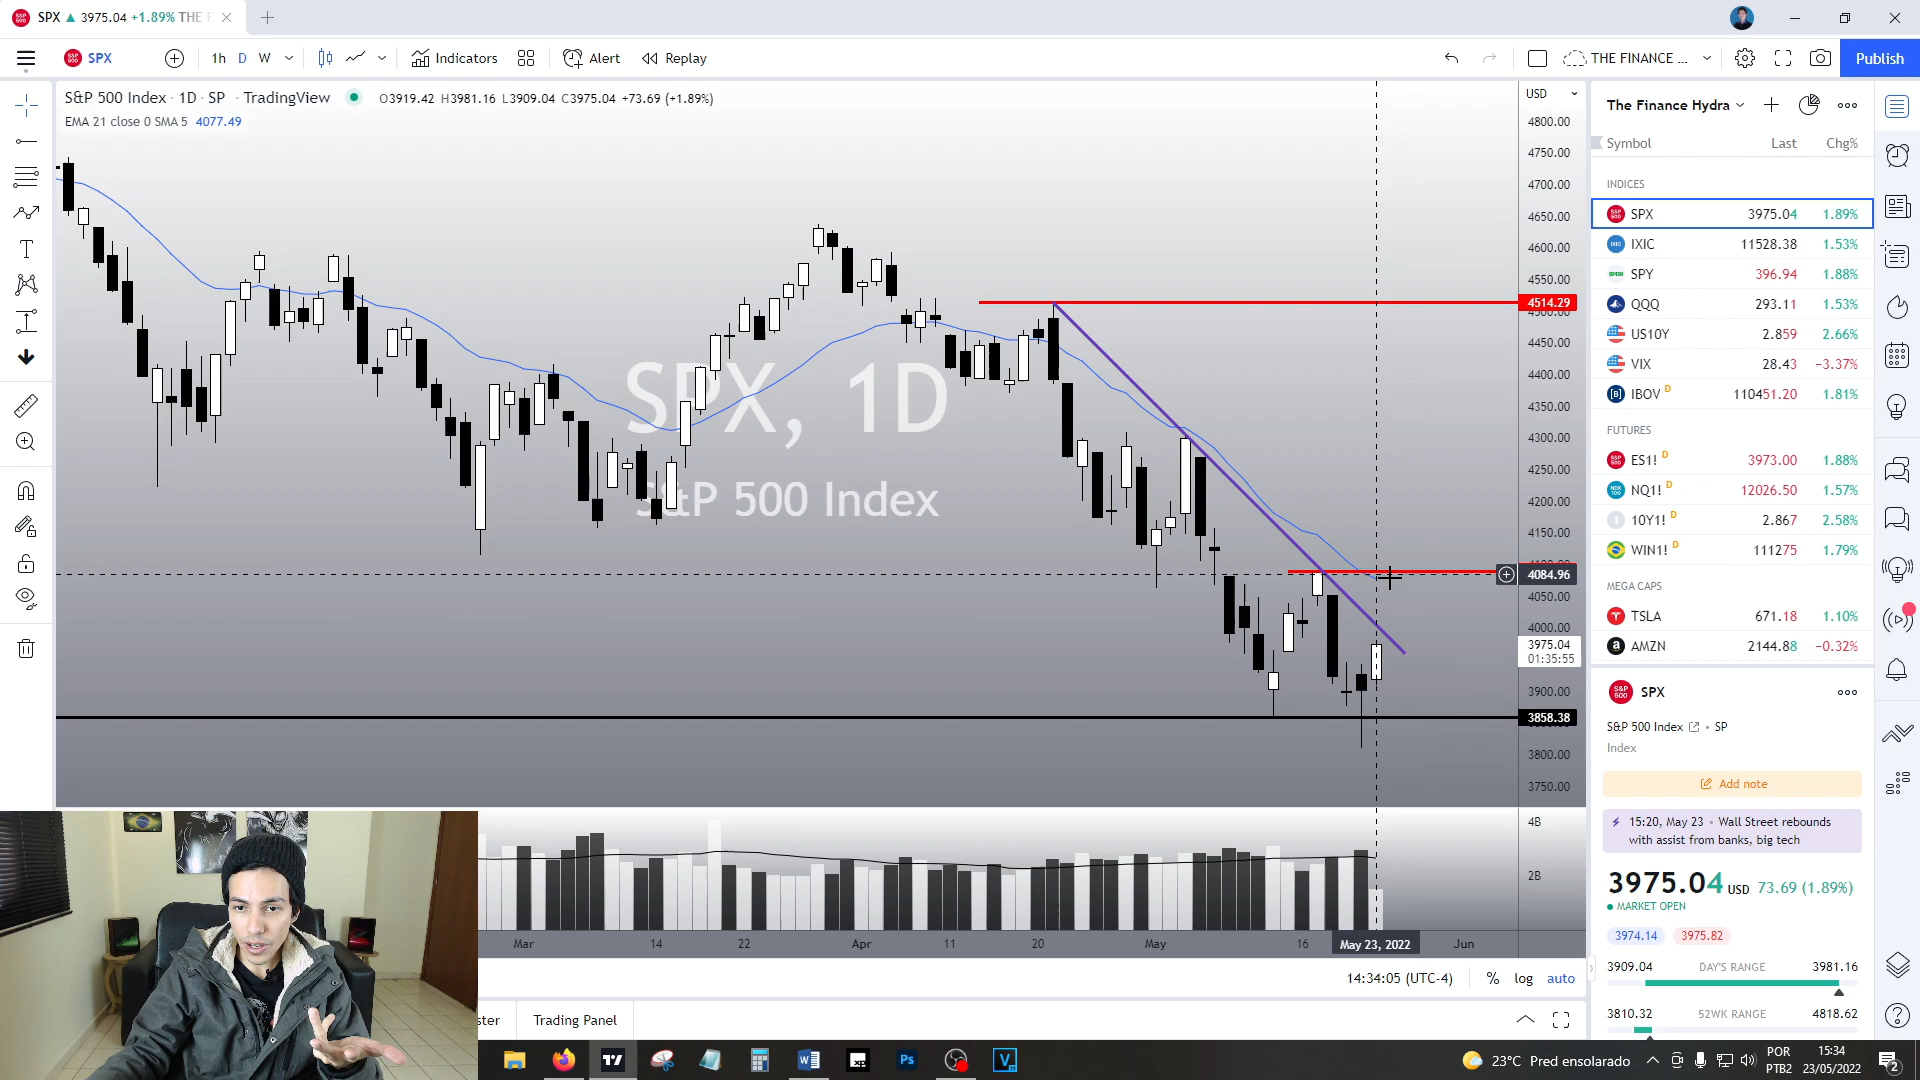 SPX ▲ 3975.04 +1.89% THE F
SPX
1h D W
Indicators
Alert
Replay
THE FINANCE ...
Publish
S&P 500 Index · 1D · SP · TradingView
O3919.42 H3981.16 L3909.04 C3975.04 +73.69 (+1.89%)
EMA 21 close 0 SMA 5 4077.49
SPX, 1D
S&P 500 Index
USD
4800.00
4750.00
4700.00
4650.00
4600.00
4550.00
4514.29
4500.00
4450.00
4400.00
4350.00
4300.00
4250.00
4200.00
4150.00
4084.96
4050.00
4000.00
3975.04
01:35:55
3900.00
3858.38
3800.00
3750.00
4B
2B
Mar 14 22 Apr 11 20 May 16 May 23, 2022 Jun
14:34:05 (UTC-4) % log auto
ster
Trading Panel
The Finance Hydra
Symbol Last Chg%
INDICES
SPX 3975.04 1.89%
IXIC 11528.38 1.53%
SPY 396.94 1.88%
QQQ 293.11 1.53%
US10Y 2.859 2.66%
VIX 28.43 −3.37%
IBOV D 110451.20 1.81%
FUTURES
ES1! D 3973.00 1.88%
NQ1! D 12026.50 1.57%
10Y1! D 2.867 2.58%
WIN1! D 111275 1.79%
MEGA CAPS
TSLA 671.18 1.10%
AMZN 2144.88 −0.32%
SPX
S&P 500 Index • SP
Index
Add note
15:20, May 23 • Wall Street rebounds
with assist from banks, big tech
3975.04 USD 73.69 (1.89%)
MARKET OPEN
3974.14 3975.82
3909.04 DAY'S RANGE 3981.16
3810.32 52WK RANGE 4818.62
23°C Pred ensolarado
POR
PTB2
15:34
23/05/2022
2